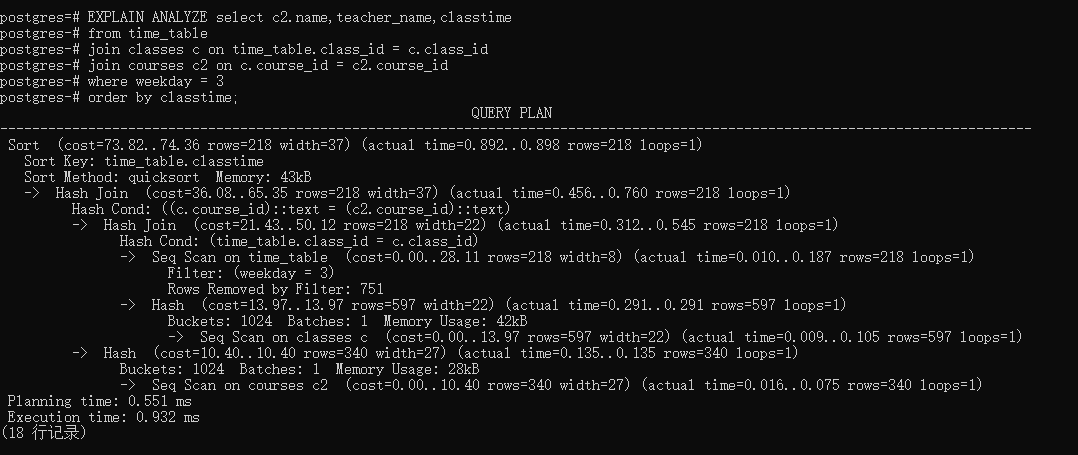 postgres=# EXPLAIN ANALYZE select c2.name,teacher_name,classtime
postgres-# from time_table
postgres-# join classes c on time_table.class_id = c.class_id
postgres-# join courses c2 on c.course_id = c2.course_id
postgres-# where weekday = 3
postgres-# order by classtime;
QUERY PLAN
Sort  (cost=73.82..74.36 rows=218 width=37) (actual time=0.892..0.898 rows=218 loops=1)
Sort Key: time_table.classtime
Sort Method: quicksort  Memory: 43kB
->  Hash Join  (cost=36.08..65.35 rows=218 width=37) (actual time=0.456..0.760 rows=218 loops=1)
Hash Cond: ((c.course_id)::text = (c2.course_id)::text)
->  Hash Join  (cost=21.43..50.12 rows=218 width=22) (actual time=0.312..0.545 rows=218 loops=1)
Hash Cond: (time_table.class_id = c.class_id)
->  Seq Scan on time_table  (cost=0.00..28.11 rows=218 width=8) (actual time=0.010..0.187 rows=218 loops=1)
Filter: (weekday = 3)
Rows Removed by Filter: 751
->  Hash  (cost=13.97..13.97 rows=597 width=22) (actual time=0.291..0.291 rows=597 loops=1)
Buckets: 1024  Batches: 1  Memory Usage: 42kB
->  Seq Scan on classes c  (cost=0.00..13.97 rows=597 width=22) (actual time=0.009..0.105 rows=597 loops=1)
->  Hash  (cost=10.40..10.40 rows=340 width=27) (actual time=0.135..0.135 rows=340 loops=1)
Buckets: 1024  Batches: 1  Memory Usage: 28kB
->  Seq Scan on courses c2  (cost=0.00..10.40 rows=340 width=27) (actual time=0.016..0.075 rows=340 loops=1)
Planning time: 0.551 ms
Execution time: 0.932 ms
(18 行记录)